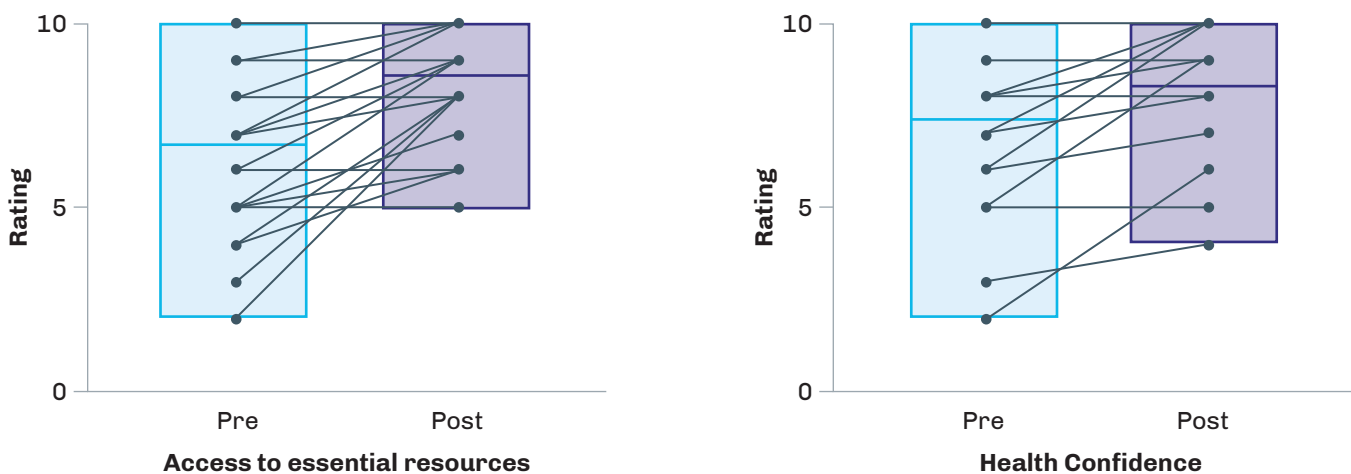 10
5
0
Rating
Pre
Post
Access to essential resources
10
5
0
Rating
Pre
Post
Health Confidence